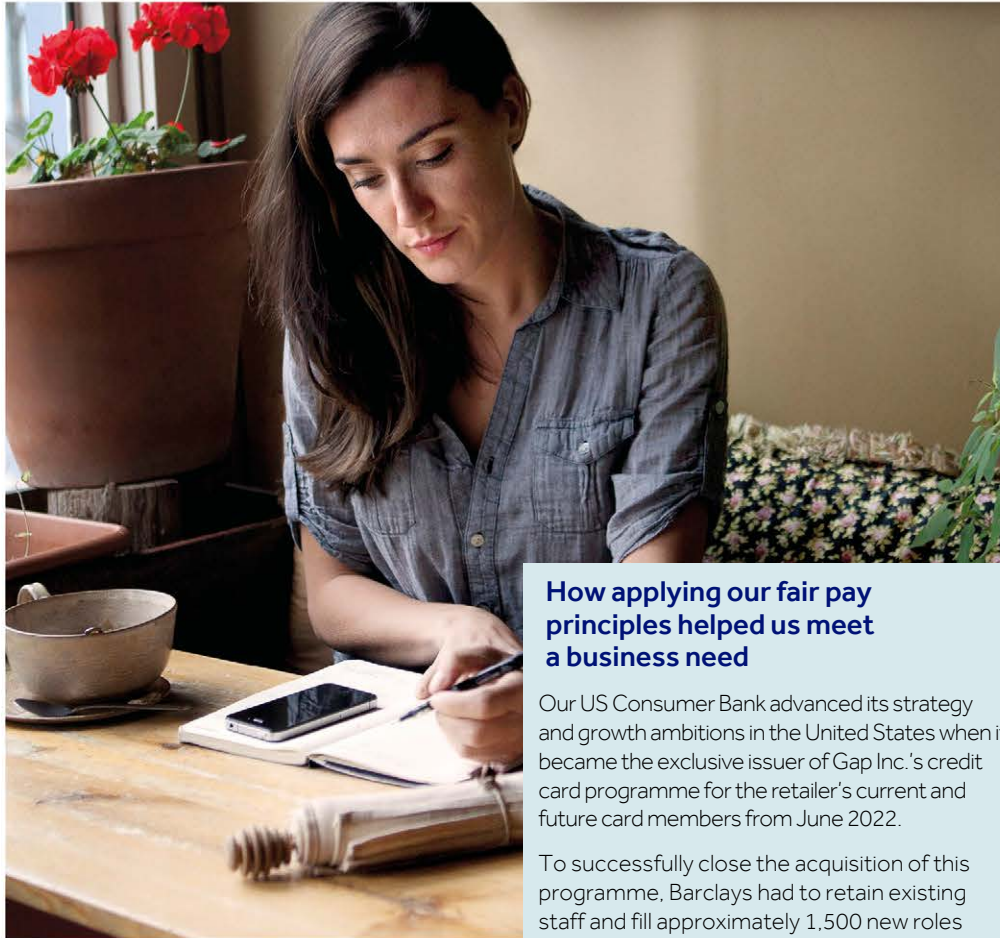 How applying our fair pay
principles helped us meet
a business need
Our US Consumer Bank advanced its strategy
and growth ambitions in the United States when
became the exclusive issuer of Gap Inc.'s credit
card programme for the retailer's current and
future card members from June 2022.
To successfully close the acquisition of this
programme, Barclays had to retain existing
staff and fill approximately 1,500 new roles